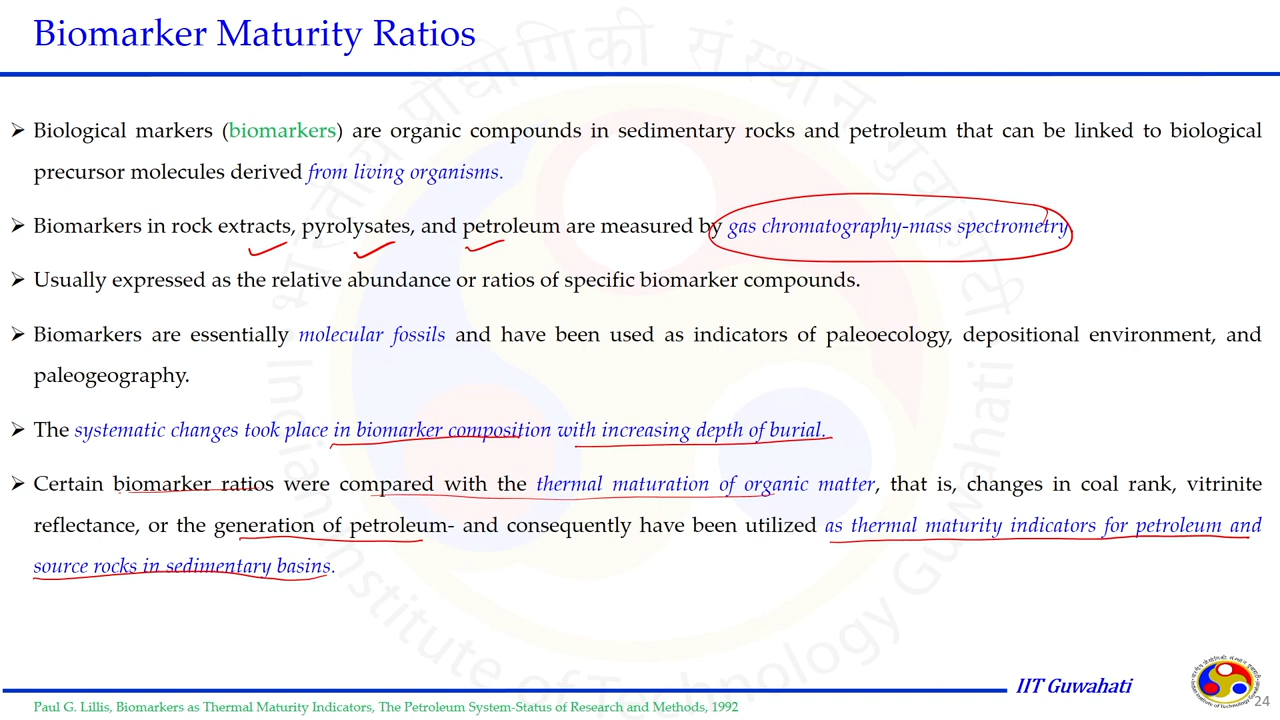 Biomarker Maturity Ratios
➢ Biological markers (biomarkers) are organic compounds in sedimentary rocks and petroleum that can be linked to biological
precursor molecules derived from living organisms.
➢ Biomarkers in rock extracts, pyrolysates, and petroleum are measured by gas chromatography-mass spectrometry
➢ Usually expressed as the relative abundance or ratios of specific biomarker compounds.
➢ Biomarkers are essentially molecular fossils and have been used as indicators of paleoecology, depositional environment, and
paleogeography.
➢ The systematic changes took place in biomarker composition with increasing depth of burial.
➢ Certain biomarker ratios were compared with the thermal maturation of organic matter, that is, changes in coal rank, vitrinite
reflectance, or the generation of petroleum- and consequently have been utilized as thermal maturity indicators for petroleum and
source rocks in sedimentary basins.
IIT Guwahati
Paul G. Lillis, Biomarkers as Thermal Maturity Indicators, The Petroleum System-Status of Research and Methods, 1992
24
Indian Institute of Technology Guwahati